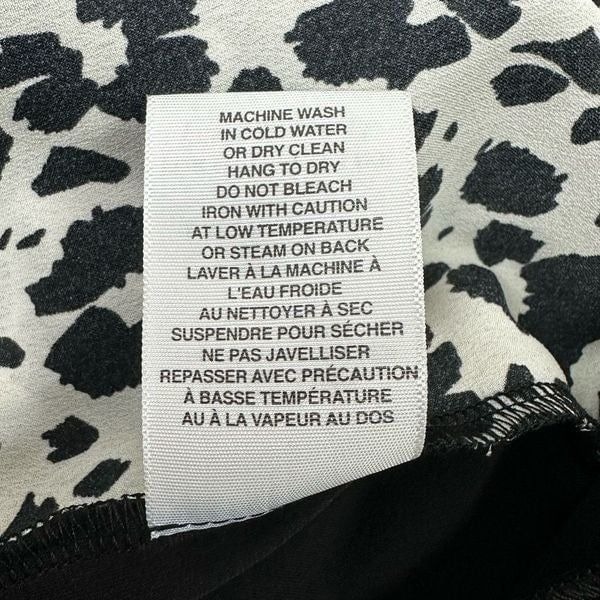 MACHINE WASH
IN COLD WATER
OR DRY CLEAN
HANG TO DRY
DO NOT BLEACH
IRON WITH CAUTION
AT LOW TEMPERATURE
OR STEAM ON BACK
LAVER À LA MACHINE À
L'EAU FROIDE
AU NETTOYER À SEC
SUSPENDRE POUR SÉCHER
NE PAS JAVELLISER
REPASSER AVEC PRÉCAUTION
À BASSE TEMPÉRATURE
AU À LA VAPEUR AU DOS